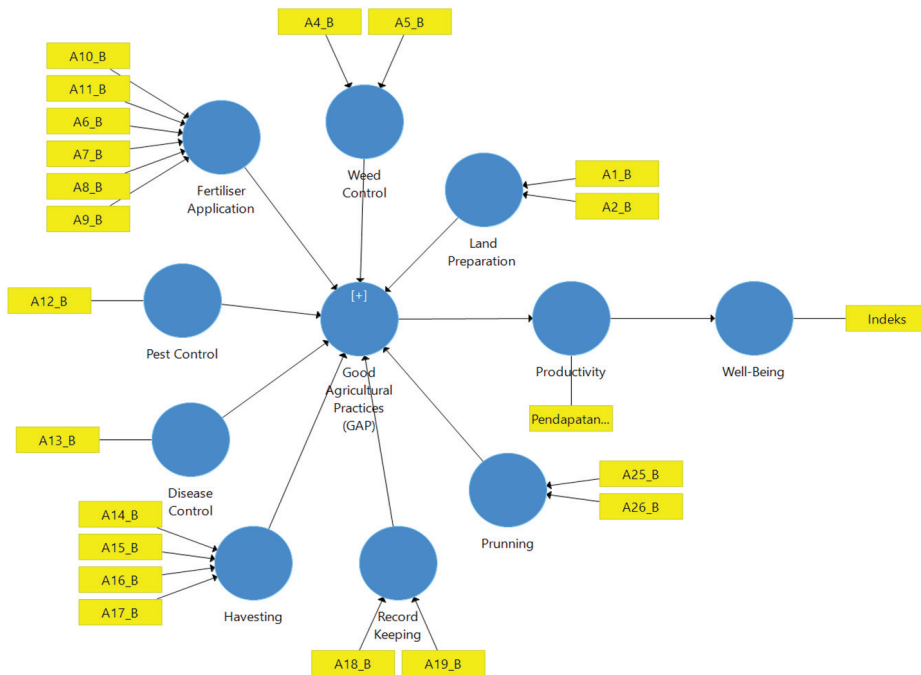 A4_B
A5_B
A10_B
A11_B
A6_B
A7_B
A8_B
A9_B
Fertiliser
Application
Weed
Control
A1_B
A2_B
Land
Preparation
A12_B
Pest Control
[+]
Good
Agricultural
Practices
(GAP)
Productivity
Pendapatan...
Well-Being
Indeks
A13_B
Disease
Control
A14_B
A15_B
A16_B
A17_B
Havesting
Record
Keeping
A18_B
A19_B
Prunning
A25_B
A26_B